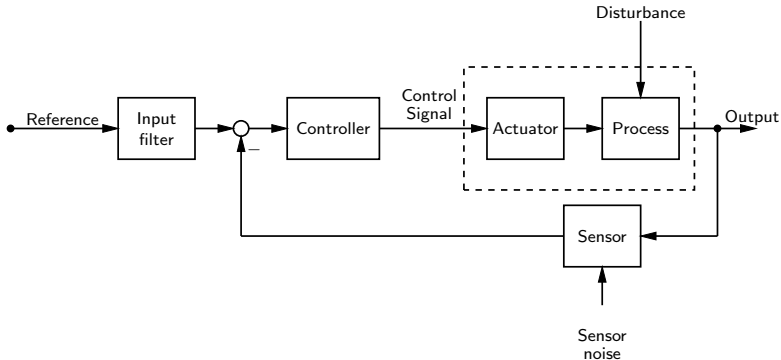 Disturbance
Control
Signal
Reference
Input
filter
Controller
Actuator
Process
Output
−
Sensor
Sensor
noise